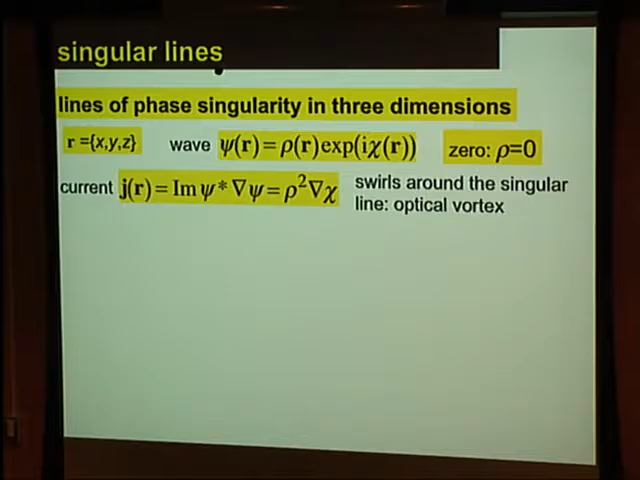 singular lines
lines of phase singularity in three dimensions
r ={x,y,z} wave ψ(r)=ρ(r)exp(iχ(r)) zero: ρ=0
current j(r)=Im ψ*∇ψ=ρ²∇χ swirls around the singular
line: optical vortex